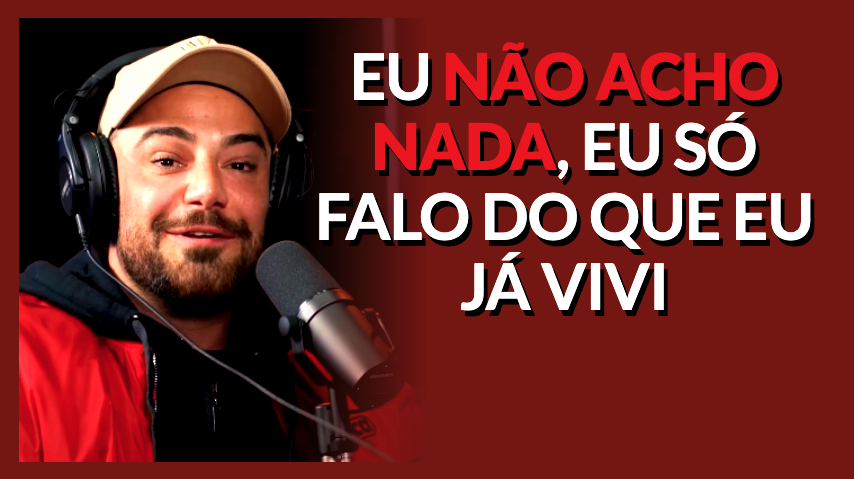 EU NÃO ACHO
NADA, EU SÓ
FALO DO QUE EU
JÁ VIVI